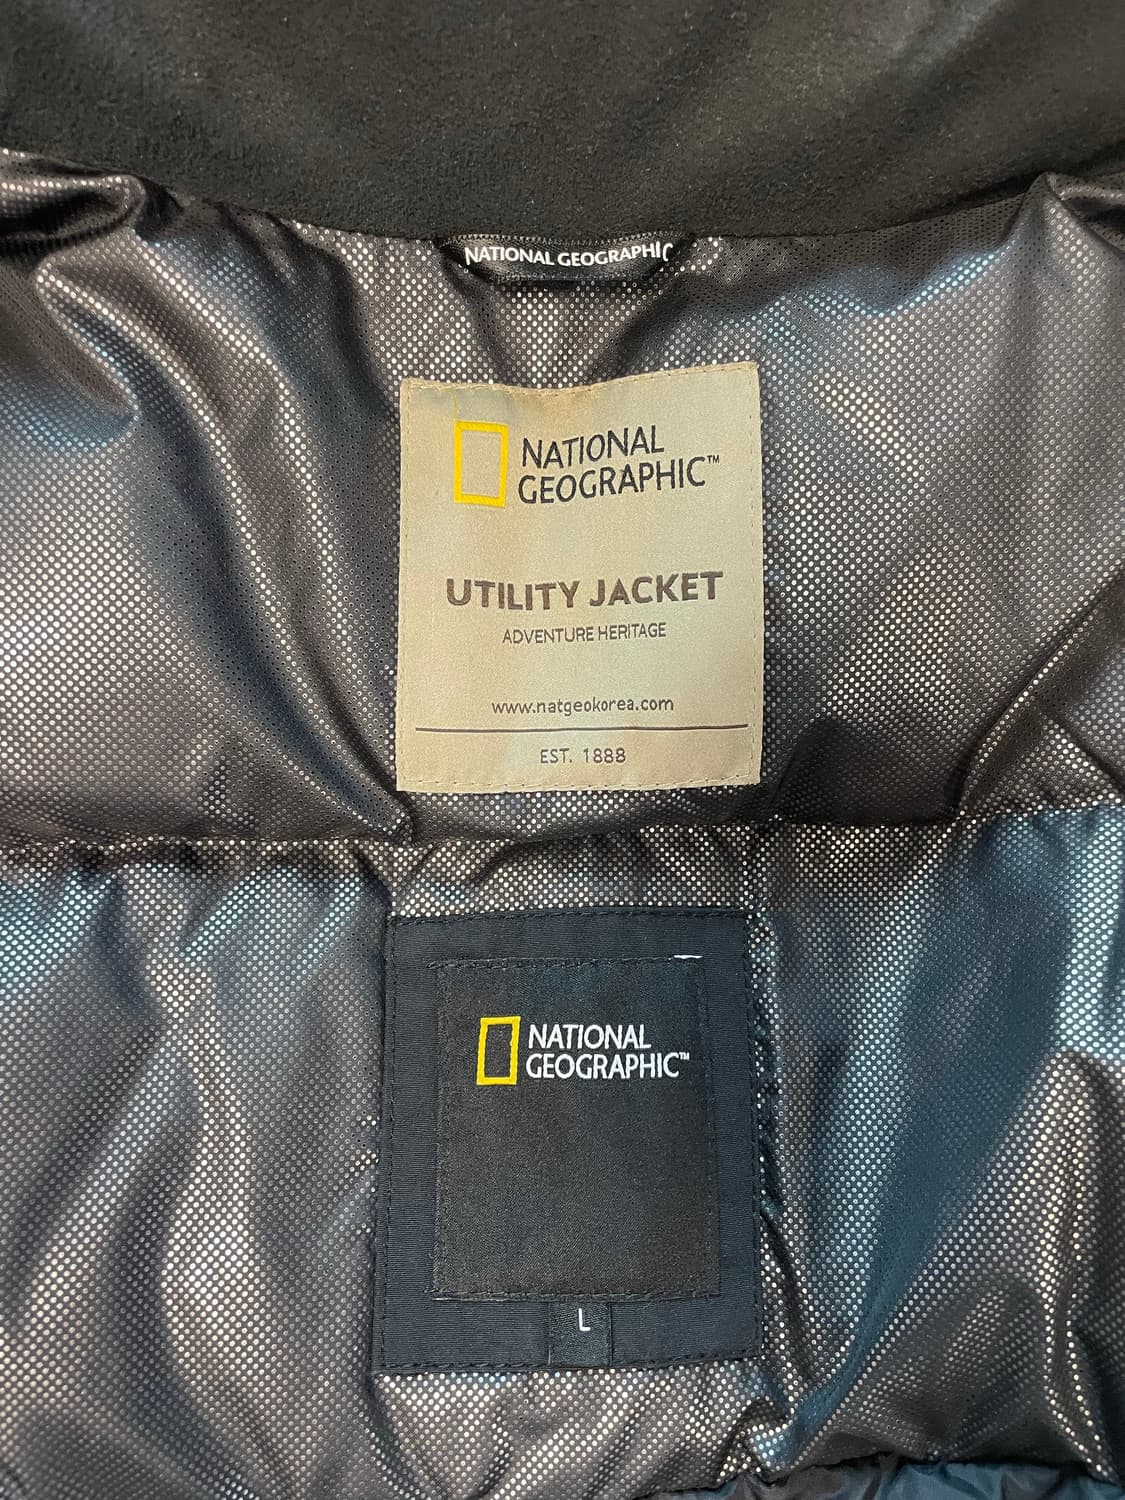 NATIONAL GEOGRAPHIC
NATIONAL
GEOGRAPHIC™
UTILITY JACKET
ADVENTURE HERITAGE
www.natgeokorea.com
EST. 1888
NATIONAL
GEOGRAPHIC™
L